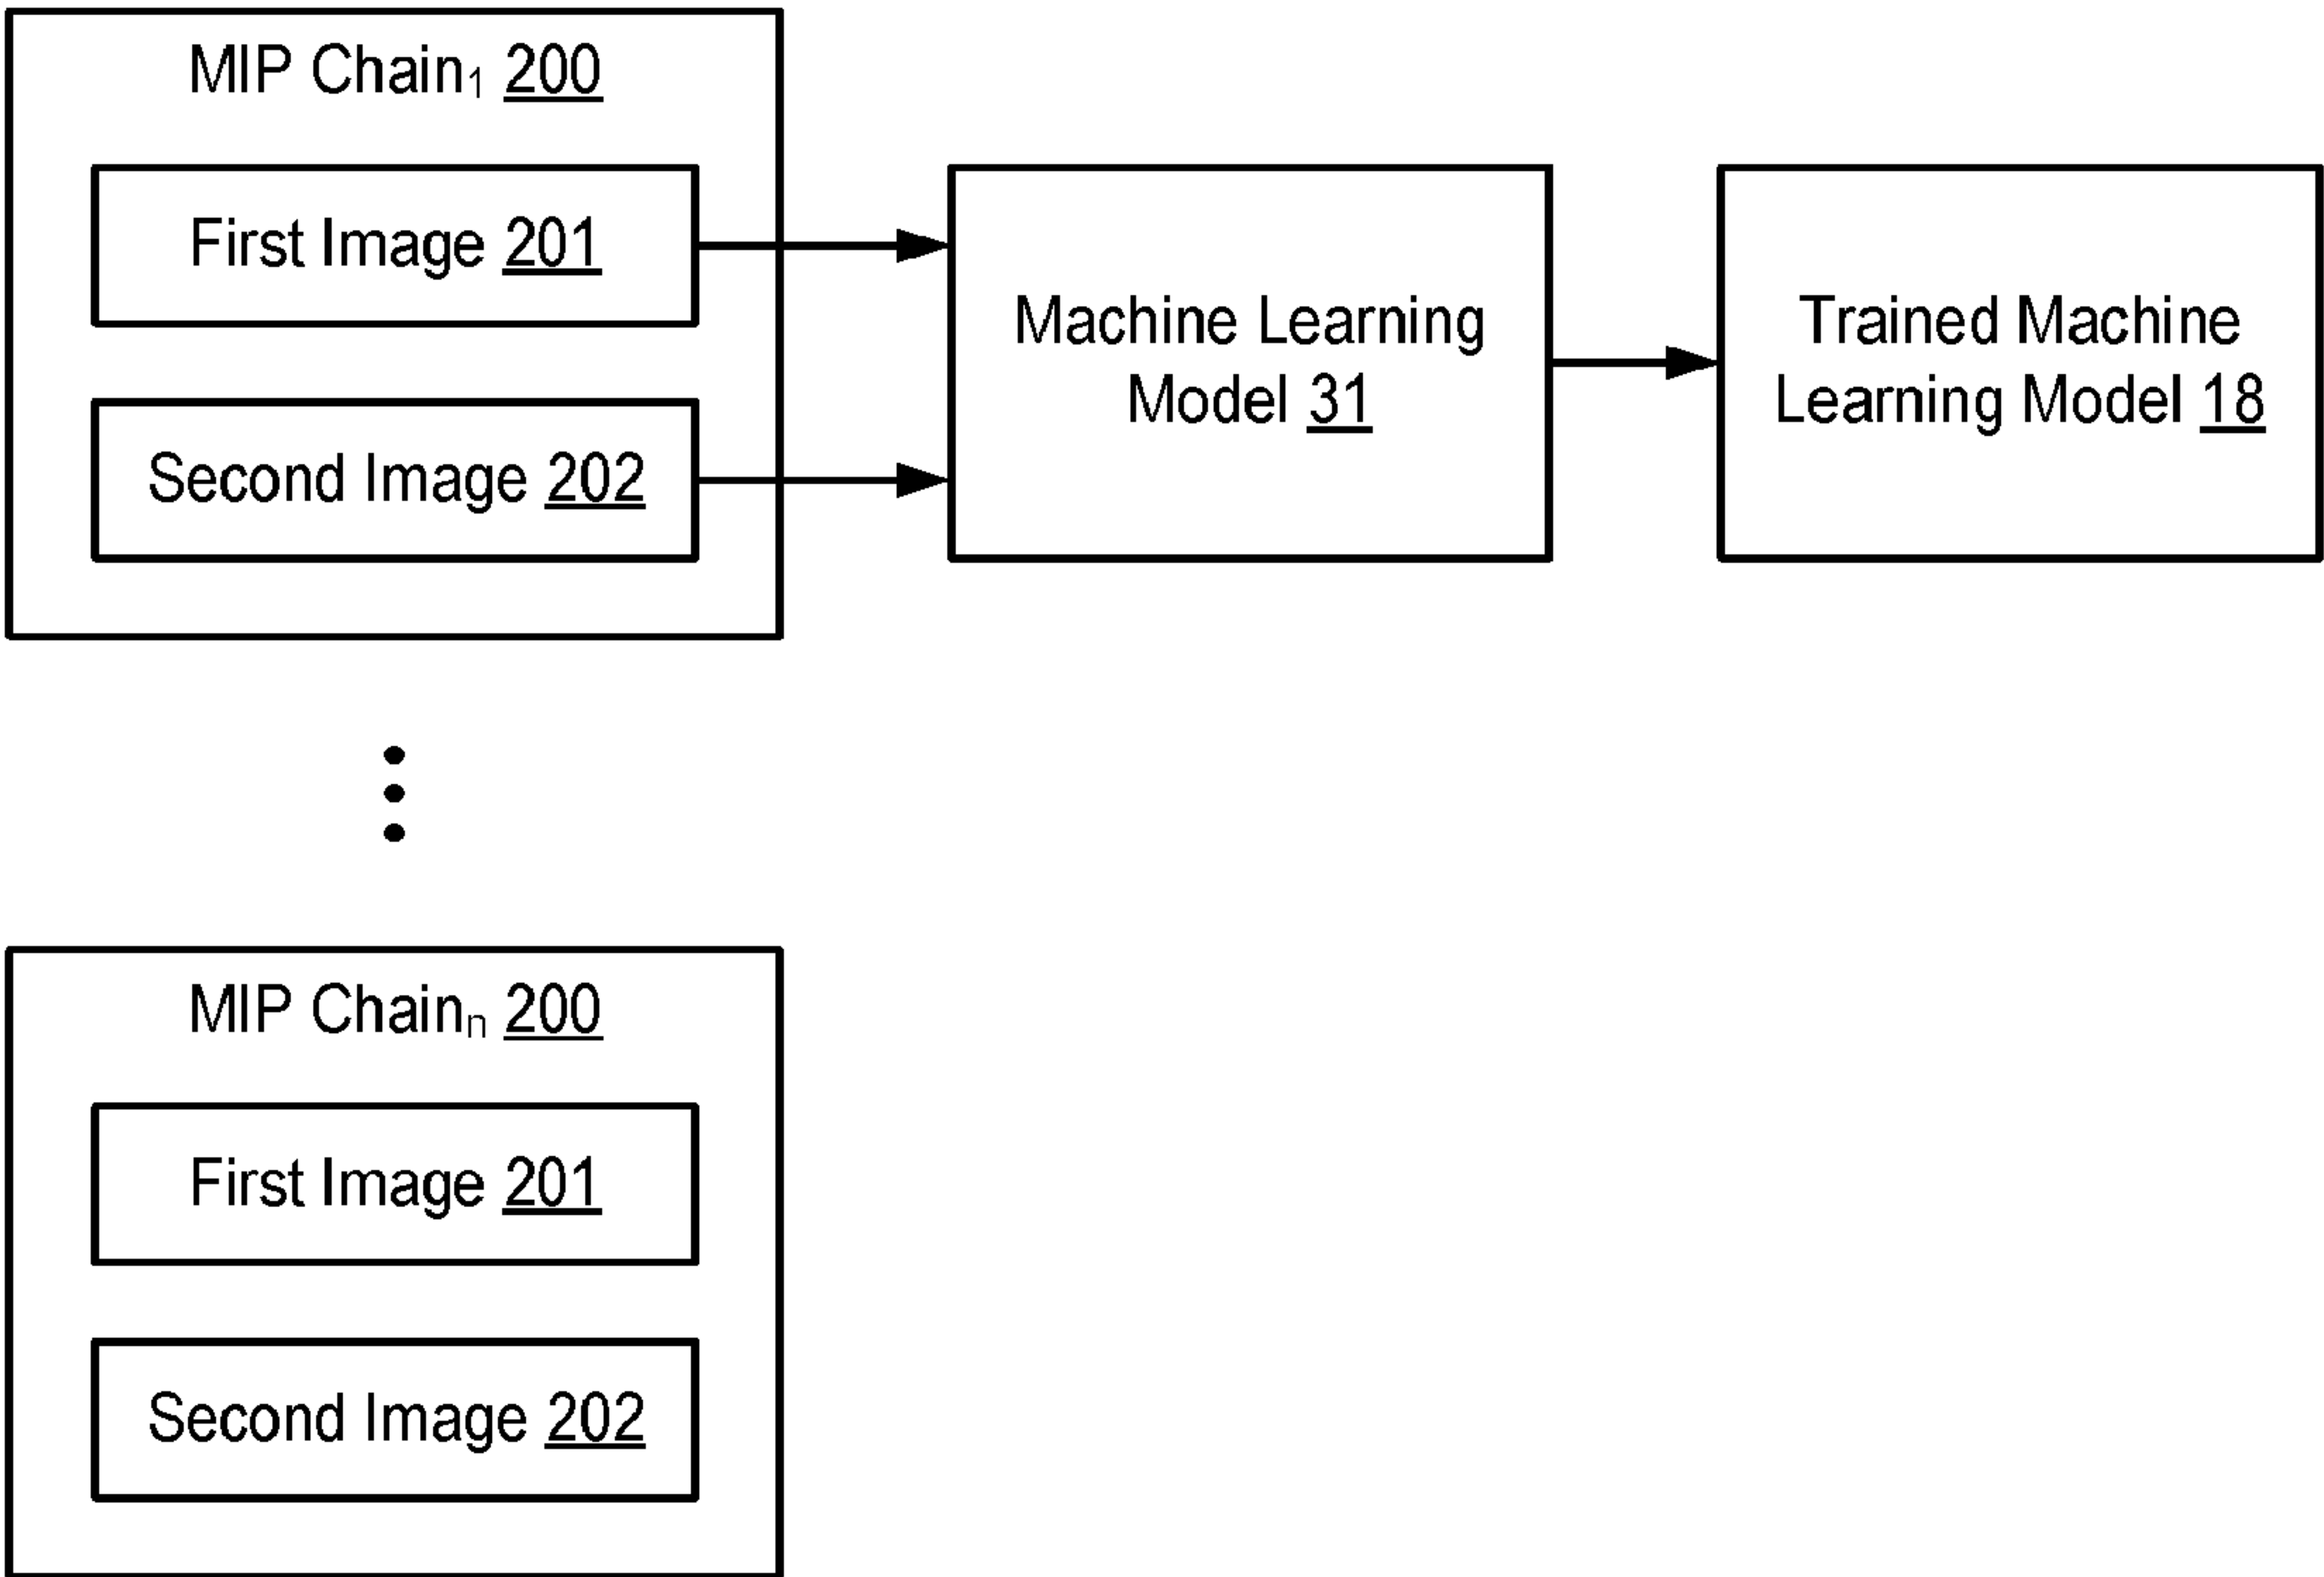 MIP Chain₁ 200
First Image 201
Second Image 202
Machine Learning
Model 31
Trained Machine
Learning Model 18
MIP Chainₙ 200
First Image 201
Second Image 202